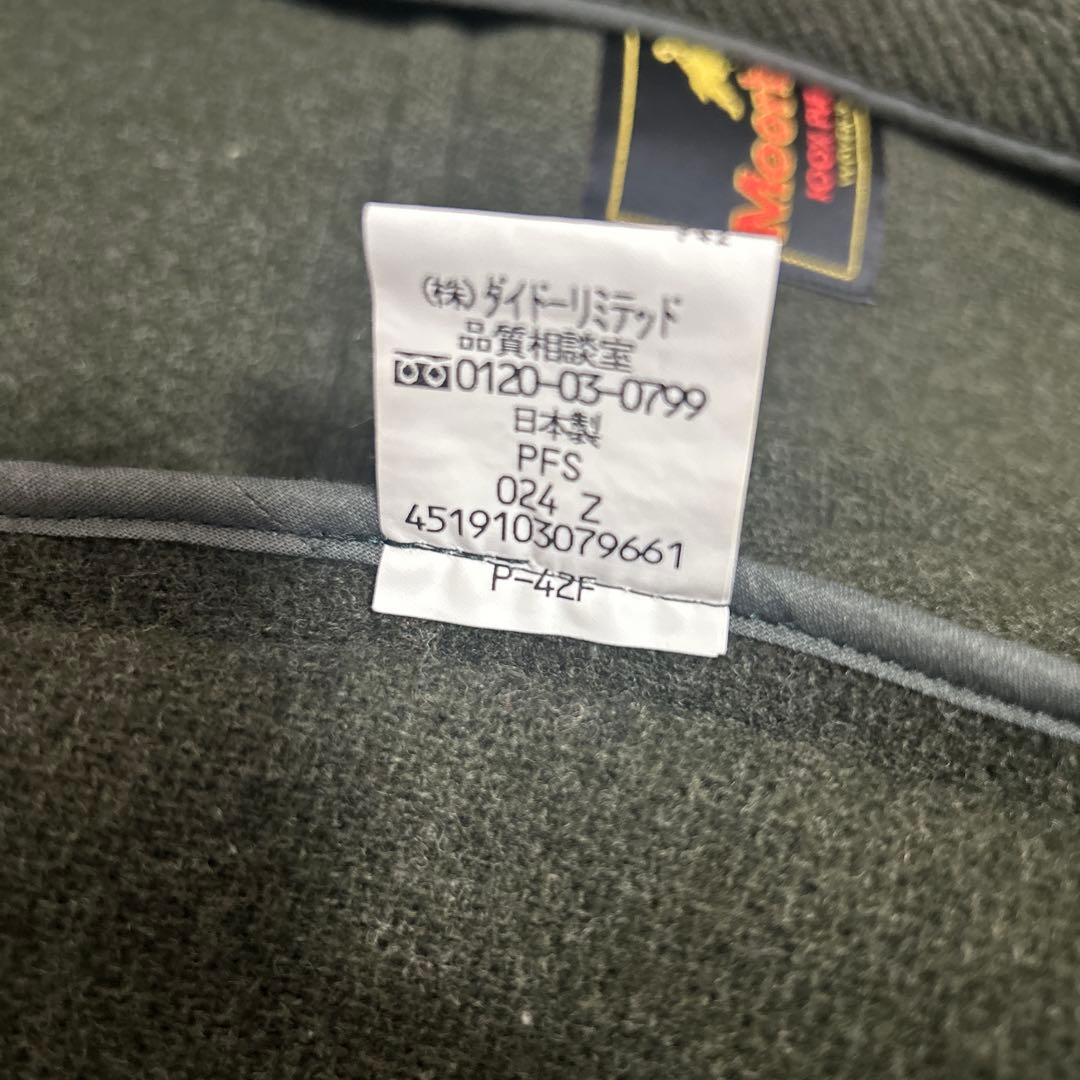 (株)ダイドーリミテッド
品質相談室
0120-03-0799
日本製
PFS
024 Z
4519103079661
P-42F
Moon